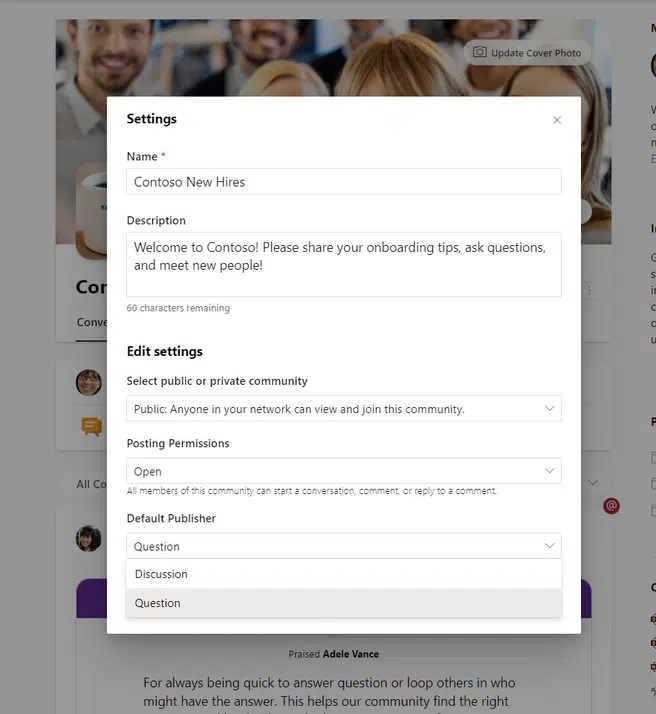 Update Cover Photo
Settings
Name *
Contoso New Hires
Description
Welcome to Contoso! Please share your onboarding tips, ask questions,
and meet new people!
60 characters remaining
Con
Conve
Edit settings
Select public or private community
Public: Anyone in your network can view and join this community.
Posting Permissions
Open
All members of this community can start a conversation, comment, or reply to a comment.
All Co
Default Publisher
Question
Discussion
Question
Praised Adele Vance
For always being quick to answer question or loop others in who
might have the answer. This helps our community find the right